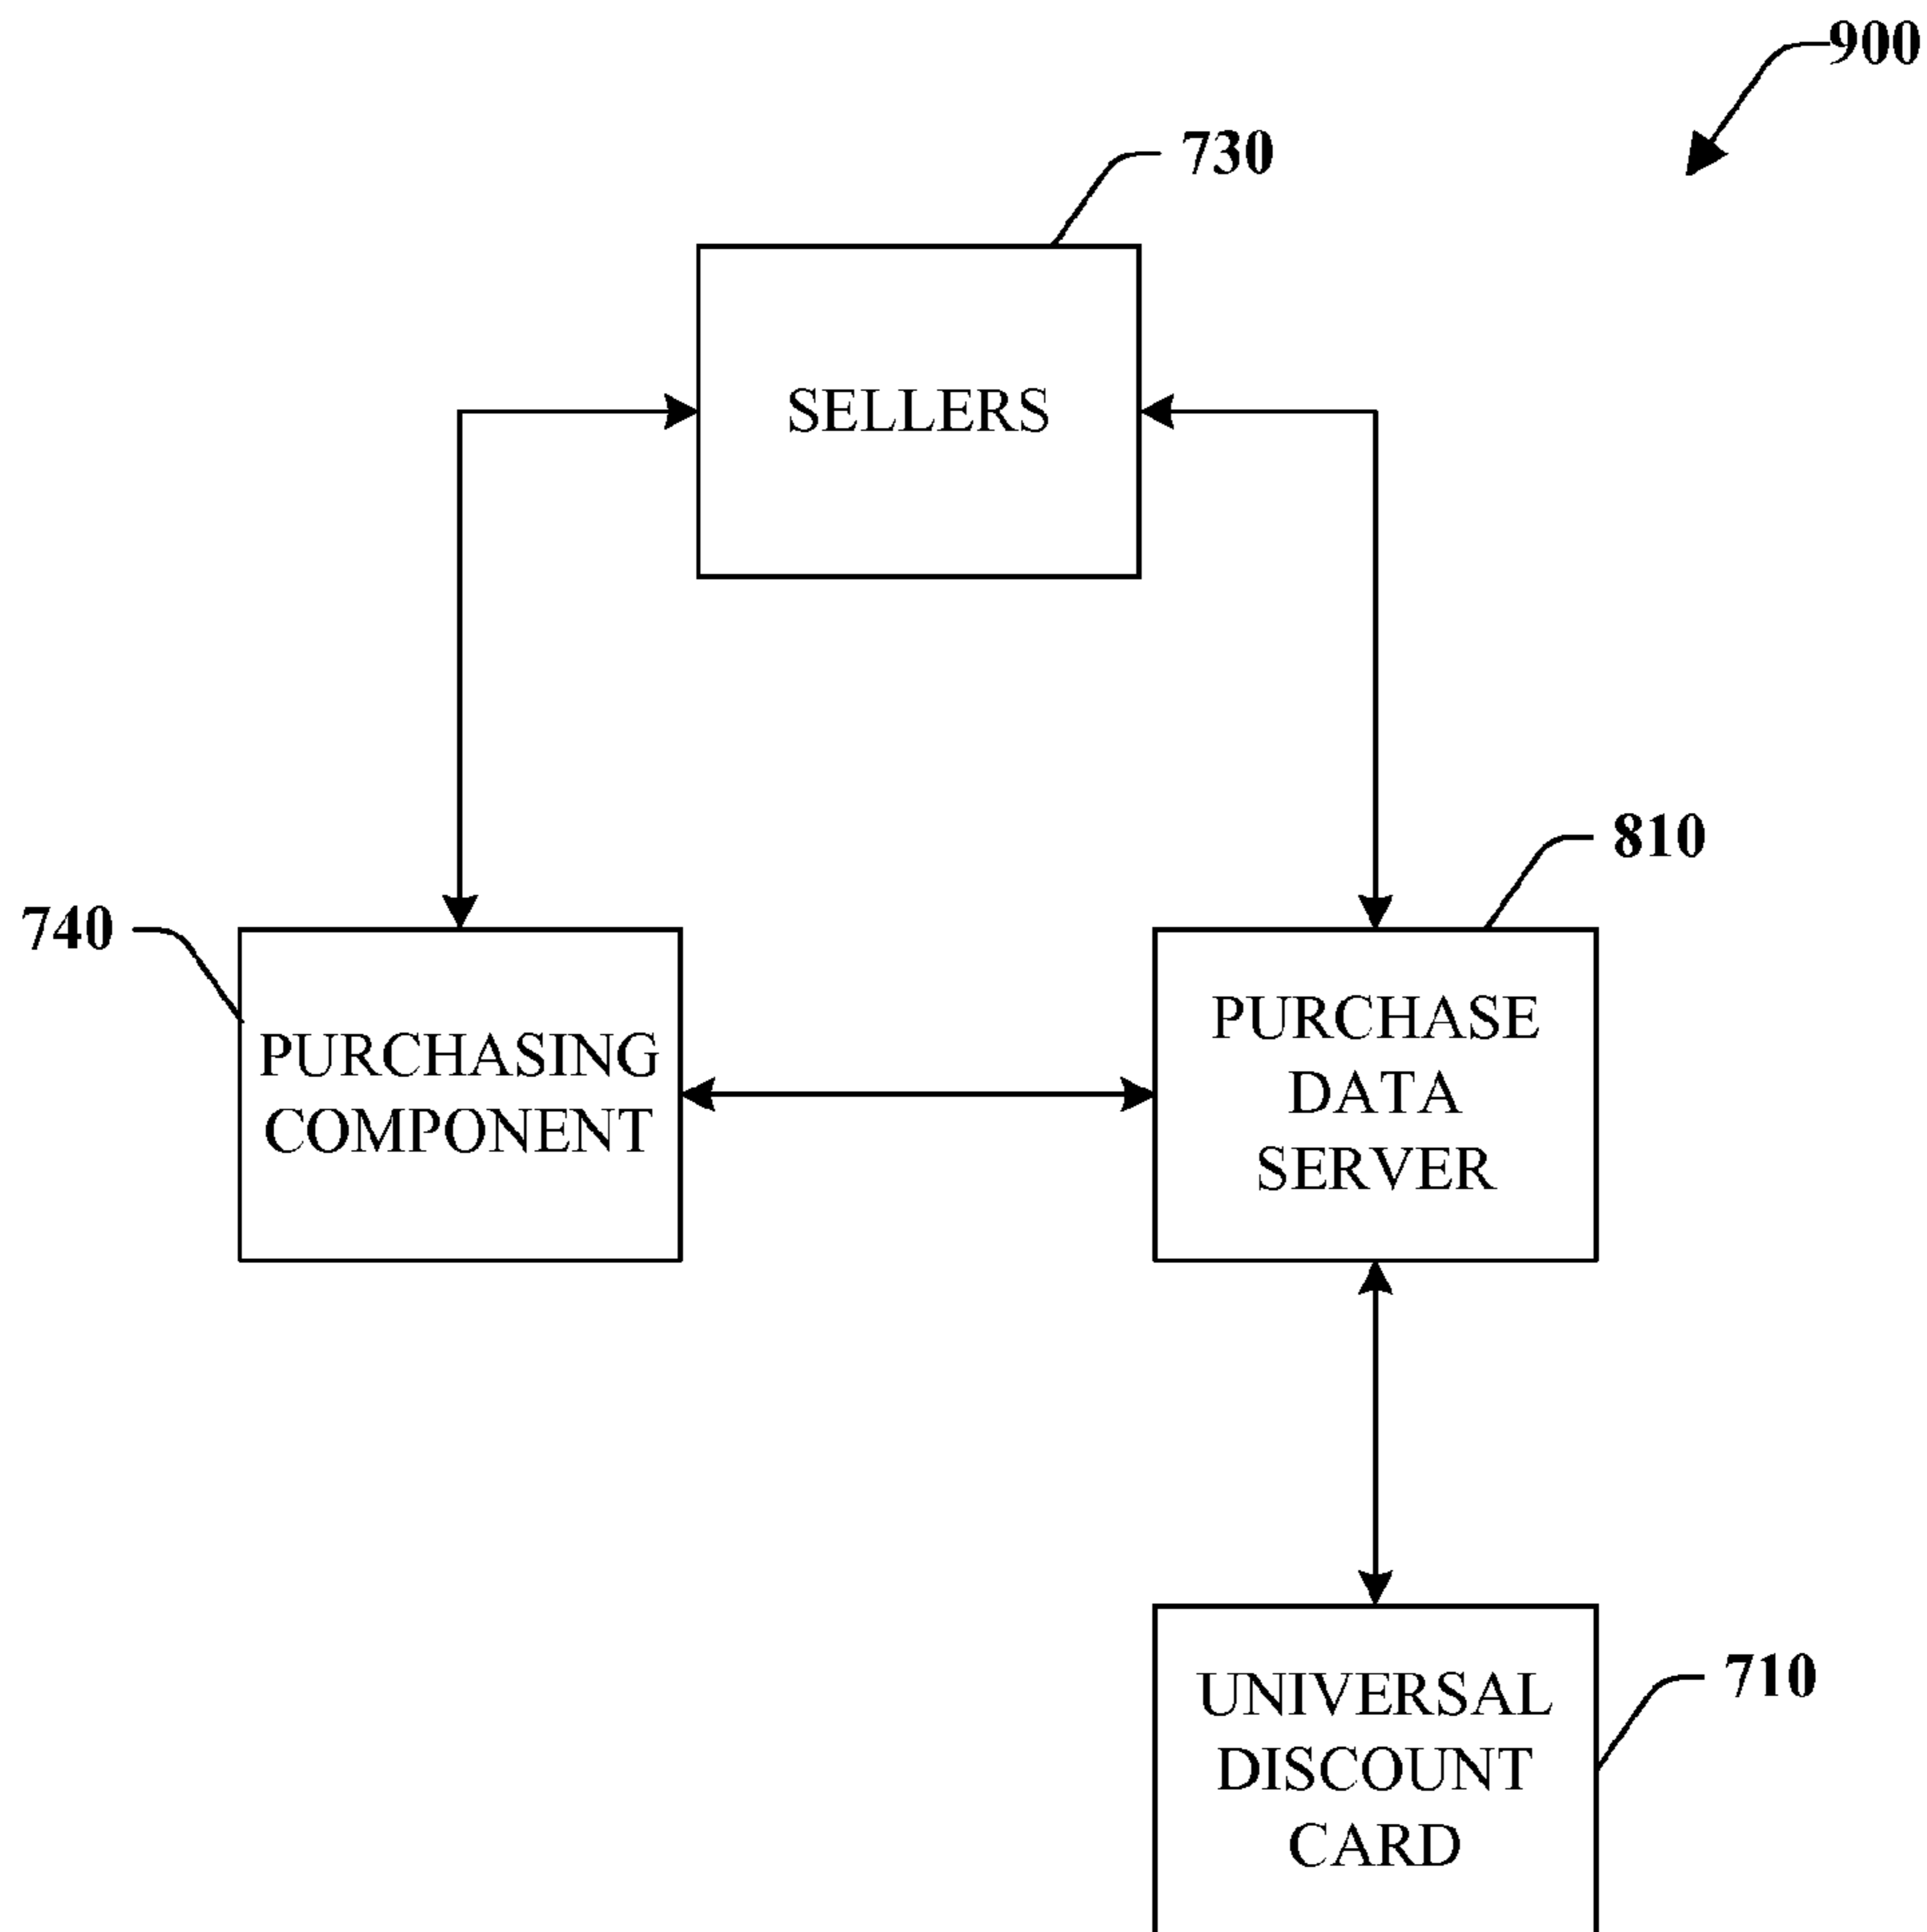 900
730
SELLERS
810
740
PURCHASING
COMPONENT
PURCHASE
DATA
SERVER
710
UNIVERSAL
DISCOUNT
CARD